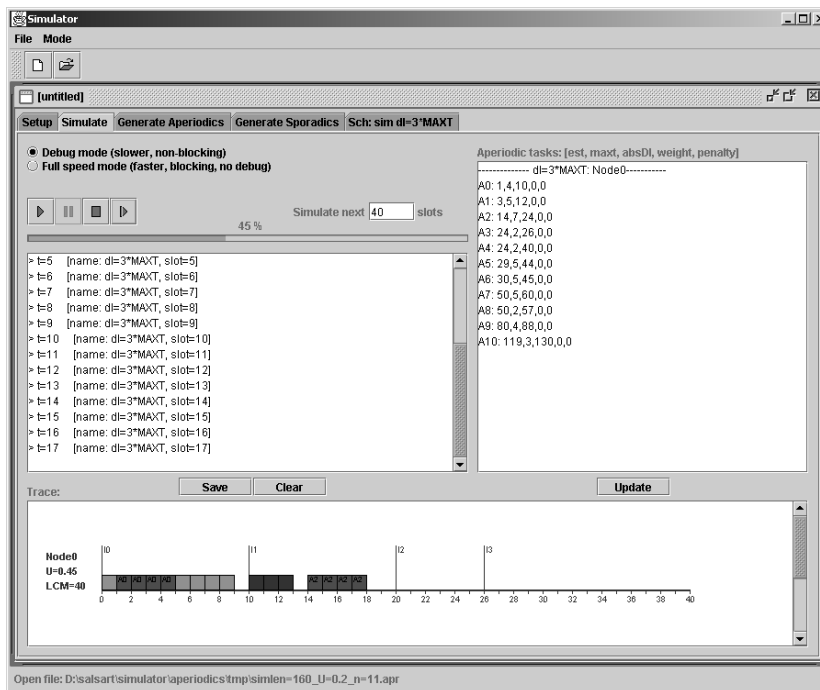 Simulator
File Mode
[untitled]
Setup Simulate Generate Aperiodics Generate Sporadics Sch: sim dl=3*MAXT
Debug mode (slower, non-blocking)
Full speed mode (faster, blocking, no debug)
Simulate next 40 slots
45 %
> t=5 [name: dl=3*MAXT, slot=5]
> t=6 [name: dl=3*MAXT, slot=6]
> t=7 [name: dl=3*MAXT, slot=7]
> t=8 [name: dl=3*MAXT, slot=8]
> t=9 [name: dl=3*MAXT, slot=9]
> t=10 [name: dl=3*MAXT, slot=10]
> t=11 [name: dl=3*MAXT, slot=11]
> t=12 [name: dl=3*MAXT, slot=12]
> t=13 [name: dl=3*MAXT, slot=13]
> t=14 [name: dl=3*MAXT, slot=14]
> t=15 [name: dl=3*MAXT, slot=15]
> t=16 [name: dl=3*MAXT, slot=16]
> t=17 [name: dl=3*MAXT, slot=17]
Aperiodic tasks: [est, maxt, absDl, weight, penalty]
-------------- dl=3*MAXT: Node0-----------
A0: 1,4,10,0,0
A1: 3,5,12,0,0
A2: 14,7,24,0,0
A3: 24,2,26,0,0
A4: 24,2,40,0,0
A5: 29,5,44,0,0
A6: 30,5,45,0,0
A7: 50,5,60,0,0
A8: 50,2,57,0,0
A9: 80,4,88,0,0
A10: 119,3,130,0,0
Save Clear Update
Trace:
I0 I1 I2 I3
Node0
U=0.45
LCM=40
A0 A0 A0 A0 A2 A2 A2 A2
0 2 4 6 8 10 12 14 16 18 20 22 24 26 28 30 32 34 36 38 40
Open file: D:\salsart\simulator\aperiodics\tmp\simlen=160_U=0.2_n=11.apr